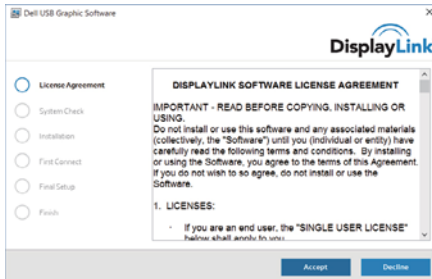 Dell USB Graphic Software
DisplayLink
License Agreement
System Check
Installation
First Connect
Final Setup
Finish
DISPLAYLINK SOFTWARE LICENSE AGREEMENT
IMPORTANT - READ BEFORE COPYING, INSTALLING OR
USING.
Do not install or use this software and any associated materials
(collectively, the "Software") until you (individual or entity) have
carefully read the following terms and conditions. By installing
or using the Software, you agree to the terms of this Agreement.
If you do not wish to so agree, do not install or use the
Software.
1. LICENSES:
· If you are an end user, the "SINGLE USER LICENSE"
below shall apply to you
Accept
Decline